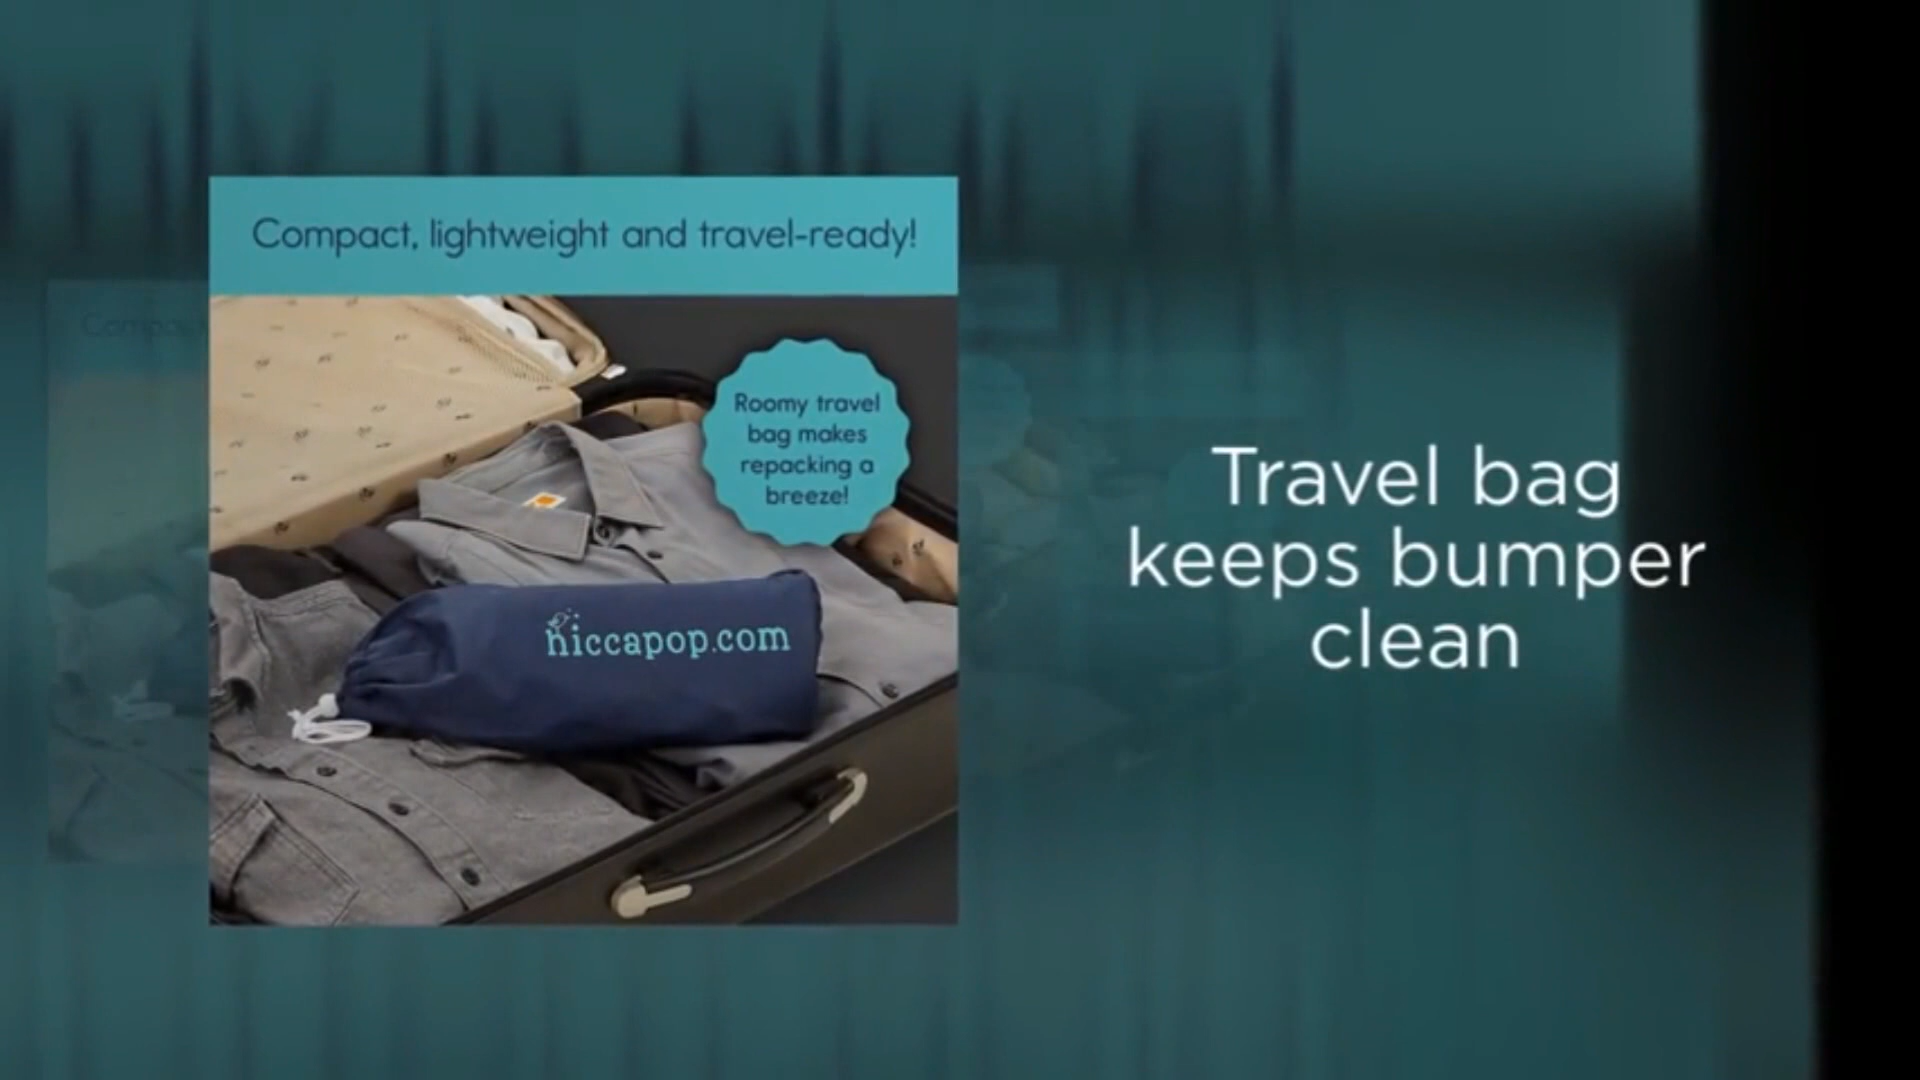 Compact, lightweight and travel-ready!
Roomy travel
bag makes
repacking a
breeze!
hiccapop.com
Travel bag
keeps bumper
clean